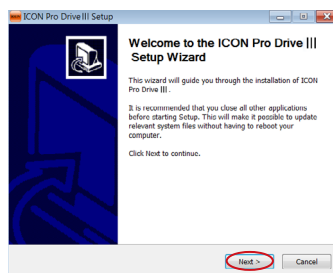 ICON Pro Drive III Setup
Welcome to the ICON Pro Drive III
Setup Wizard
This wizard will guide you through the installation of ICON
Pro Drive III .
It is recommended that you close all other applications
before starting Setup. This will make it possible to update
relevant system files without having to reboot your
computer.
Click Next to continue.
Next >
Cancel